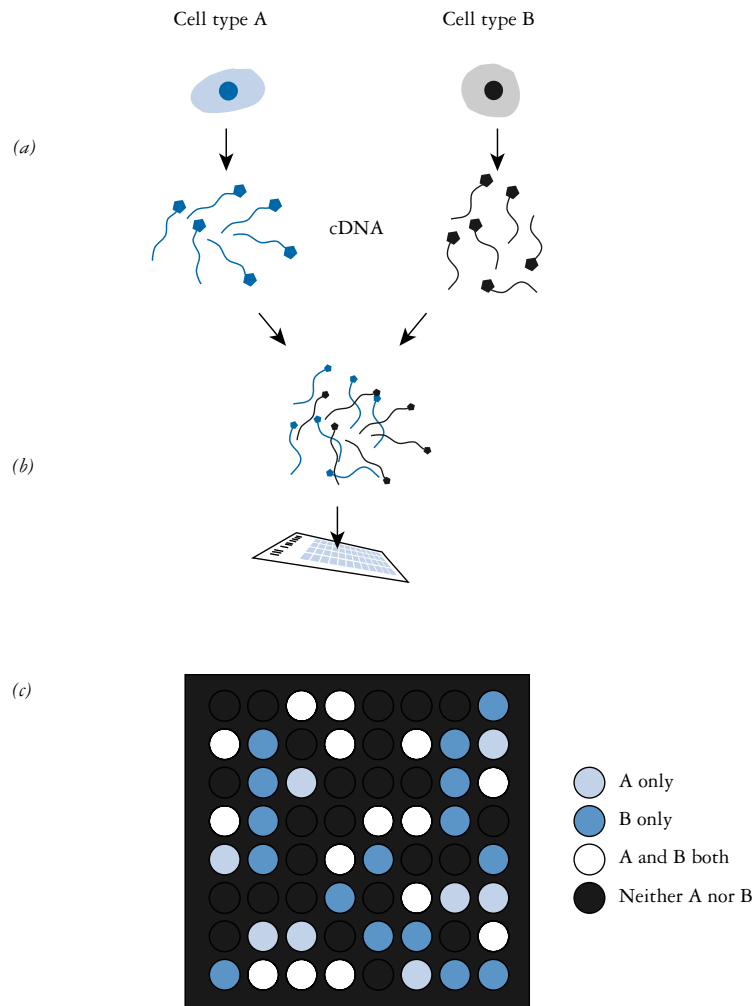 Cell type A
Cell type B
(a)
cDNA
(b)
(c)
A only
B only
A and B both
Neither A nor B